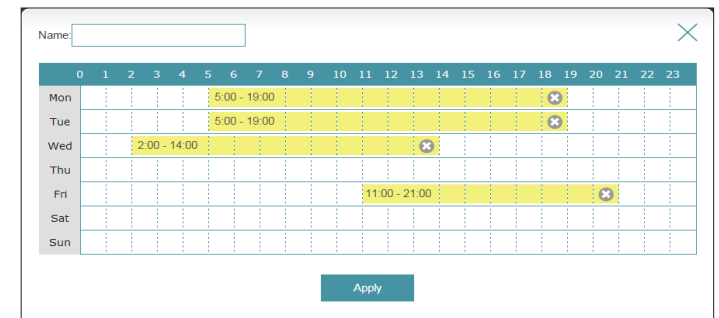 Name:
0 1 2 3 4 5 6 7 8 9 10 11 12 13 14 15 16 17 18 19 20 21 22 23
Mon 5:00 - 19:00
Tue 5:00 - 19:00
Wed 2:00 - 14:00
Thu
Fri 11:00 - 21:00
Sat
Sun
Apply